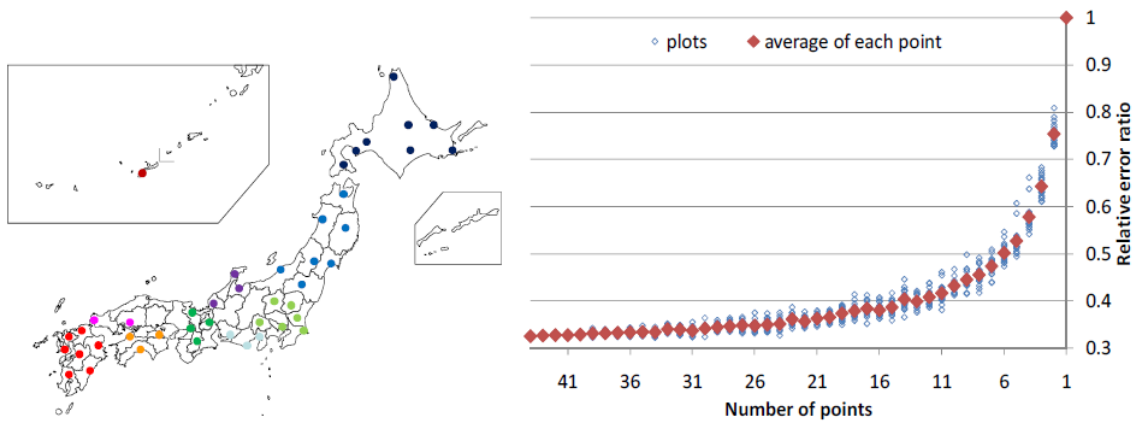 plots
average of each point
1
0.9
0.8
0.7
0.6
0.5
0.4
0.3
Relative error ratio
41 36 31 26 21 16 11 6 1
Number of points